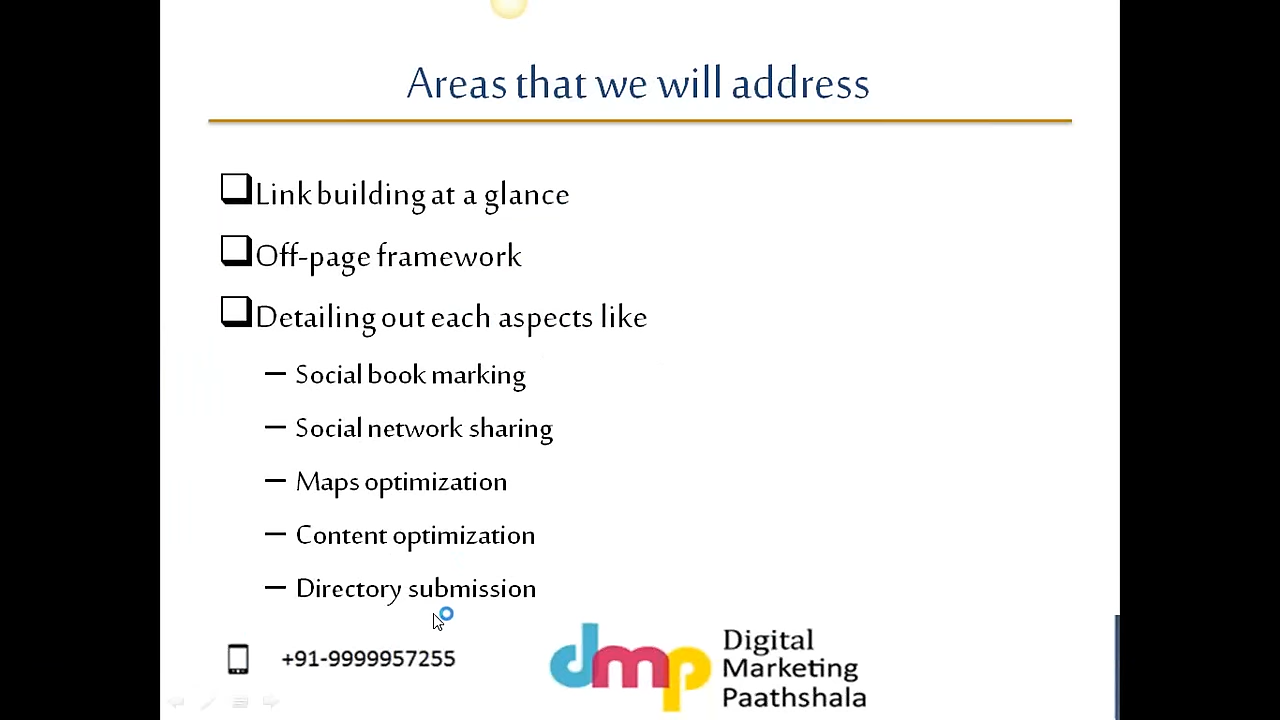 Areas that we will address
Link building at a glance
Off-page framework
Detailing out each aspects like
– Social book marking
– Social network sharing
– Maps optimization
– Content optimization
– Directory submission
+91-9999957255
dmp
Digital
Marketing
Paathshala